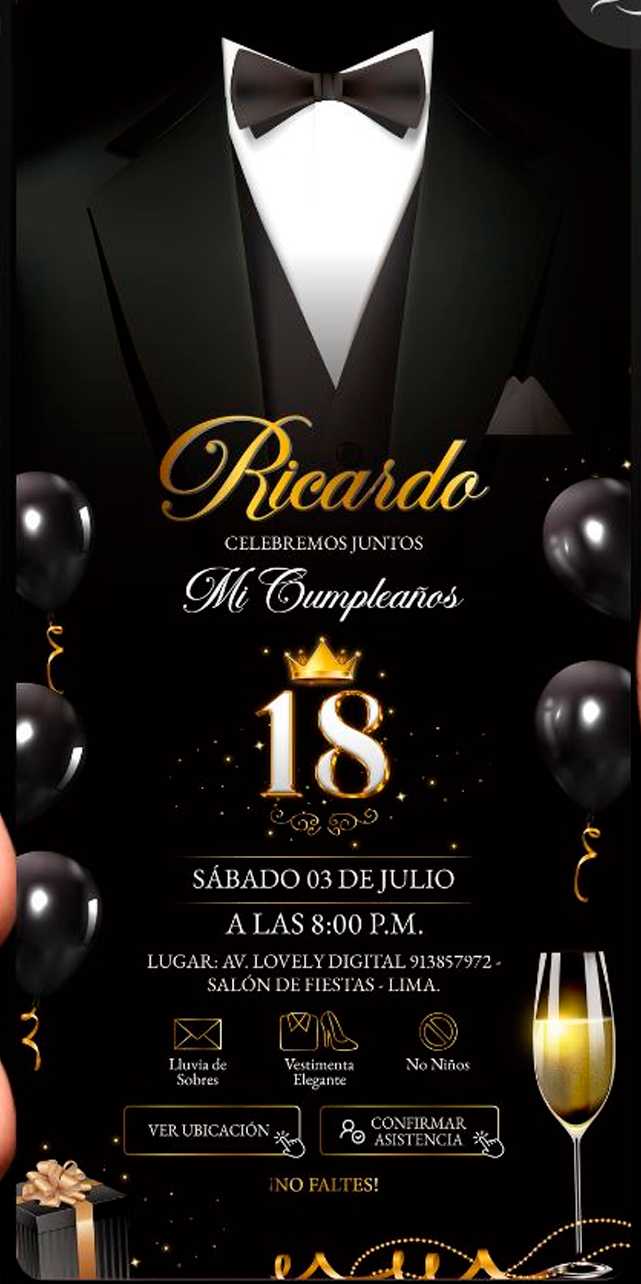 Ricardo
CELEBREMOS JUNTOS
Mi Cumpleaños
18
SÁBADO 03 DE JULIO
A LAS 8:00 P.M.
LUGAR: AV. LOVELY DIGITAL 913857972 -
SALÓN DE FIESTAS - LIMA.
Lluvia de
Sobres
Vestimenta
Elegante
No Niños
VER UBICACIÓN
CONFIRMAR
ASISTENCIA
¡NO FALTES!